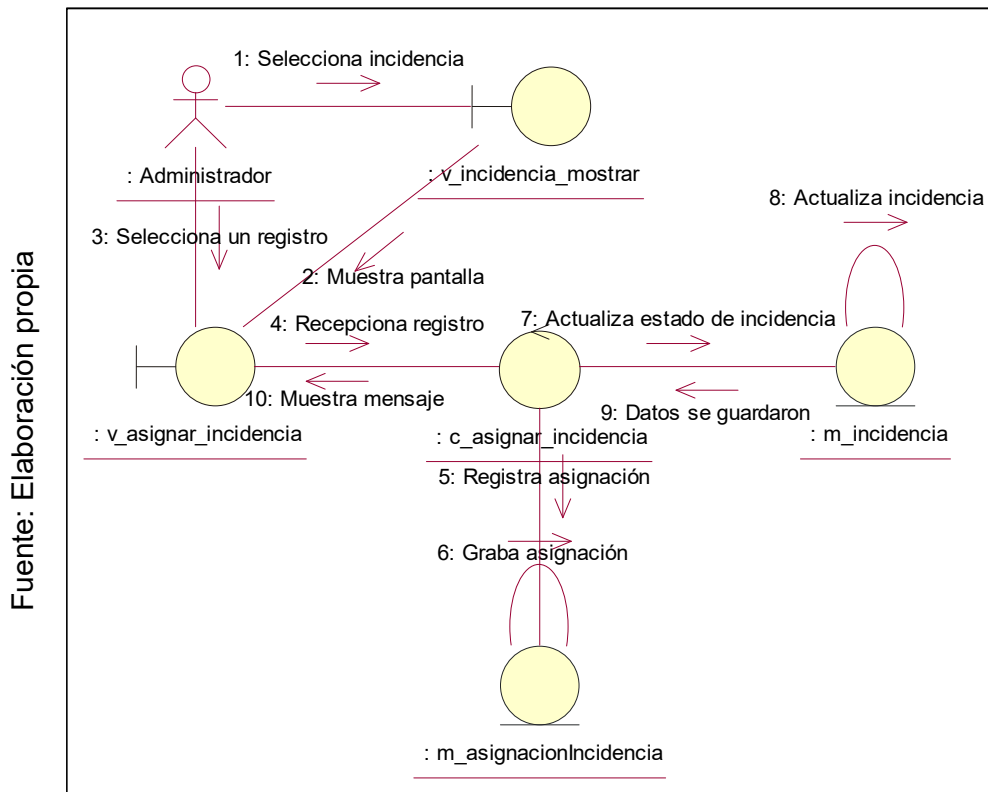 Fuente: Elaboración propia
1: Selecciona incidencia
: Administrador
: v_incidencia_mostrar
8: Actualiza incidencia
3: Selecciona un registro
2: Muestra pantalla
4: Recepciona registro
7: Actualiza estado de incidencia
10: Muestra mensaje
9: Datos se guardaron
: v_asignar_incidencia
: c_asignar_incidencia
: m_incidencia
5: Registra asignación
6: Graba asignación
: m_asignacionIncidencia